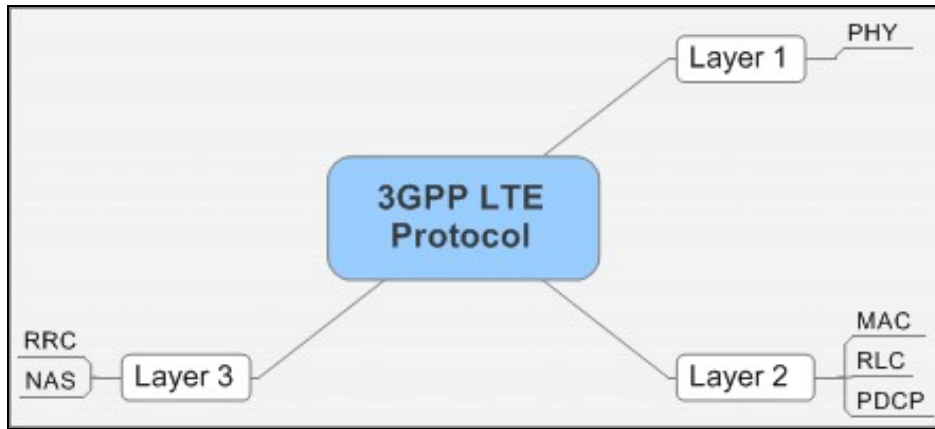 PHY
Layer 1
3GPP LTE
Protocol
MAC
RRC
RLC
Layer 3
Layer 2
NAS
PDCP